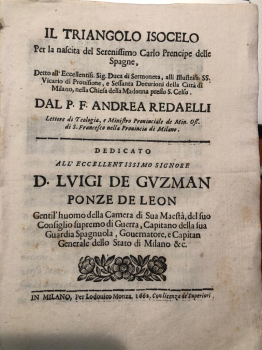 IL TRIANGOLO ISOCELO
Per la nascita del Serenissimo Carlo Prencipe delle
Spagne,
Detto all' Eccellentiss. Sig. Duca di Sermoneta, alli Illustriss. SS.
Vicario di Prouisione, e Sessanta Decurioni della Città di
Milano, nella Chiesa della Madonna presso S. Celso.
DAL P. F. ANDREA REDAELLI
Lettore di Teologia, e Ministro Prouinciale de Min. Oss.
di S. Francesco nella Prouincia di Milano.
DEDICATO
ALL' ECCELLENTISSIMO SIGNORE
D. LVIGI DE GVZMAN
PONZE DE LEON
Gentil'huomo della Camera di Sua Maestà, del suo
Consiglio supremo di Guerra, Capitano della sua
Guardia Spagnuola, Gouernatore, e Capitan
Generale dello Stato di Milano &c.
IN MILANO, Per Lodouico Monza, 1662. Con licenza de' Superiori.